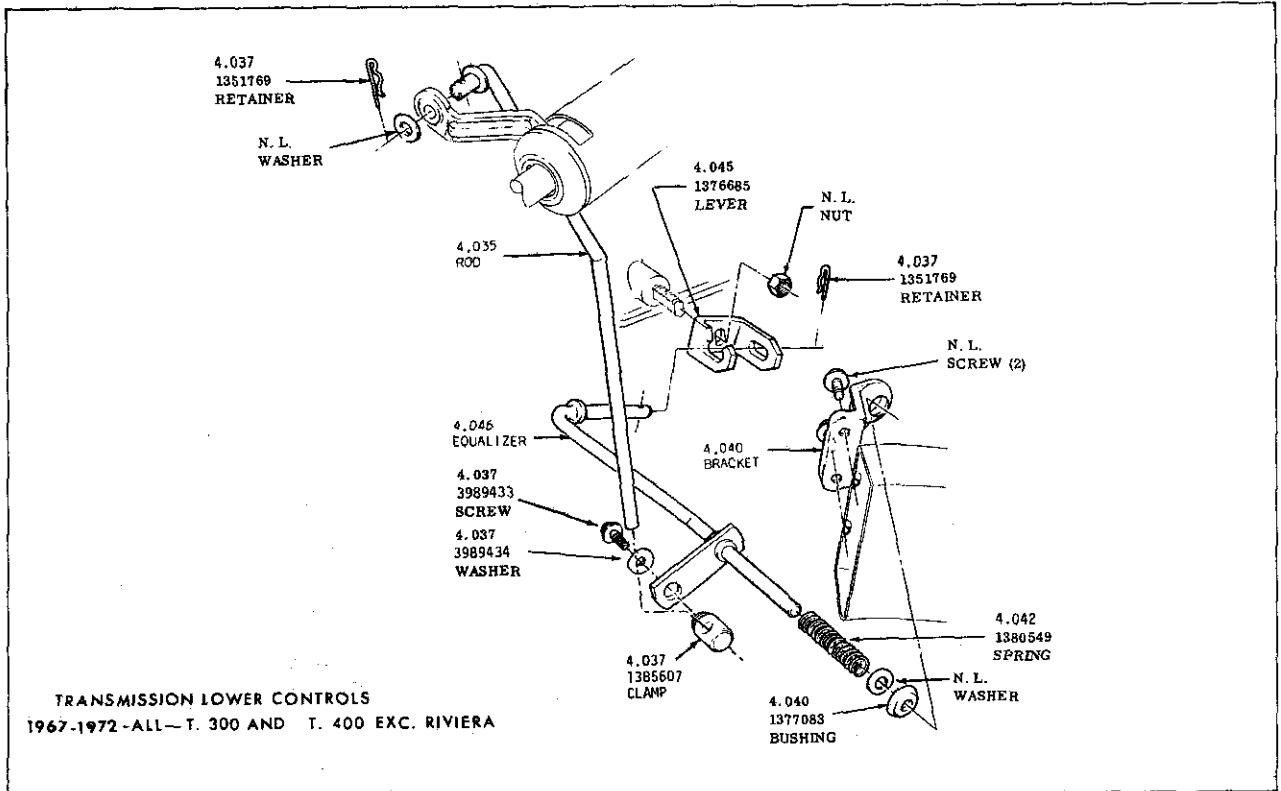 4.037
1351769
RETAINER
N. L.
WASHER
4.045
1376685
LEVER
N. L.
NUT
4.035
ROD
4.037
1351769
RETAINER
N. L.
SCREW (2)
4.046
EQUALIZER
4.040
BRACKET
4.037
3989433
SCREW
4.037
3989434
WASHER
4.042
1380549
SPRING
4.037
1385607
CLAMP
N. L.
WASHER
4.040
1377083
BUSHING
TRANSMISSION LOWER CONTROLS
1967-1972-ALL—T. 300 AND T. 400 EXC. RIVIERA